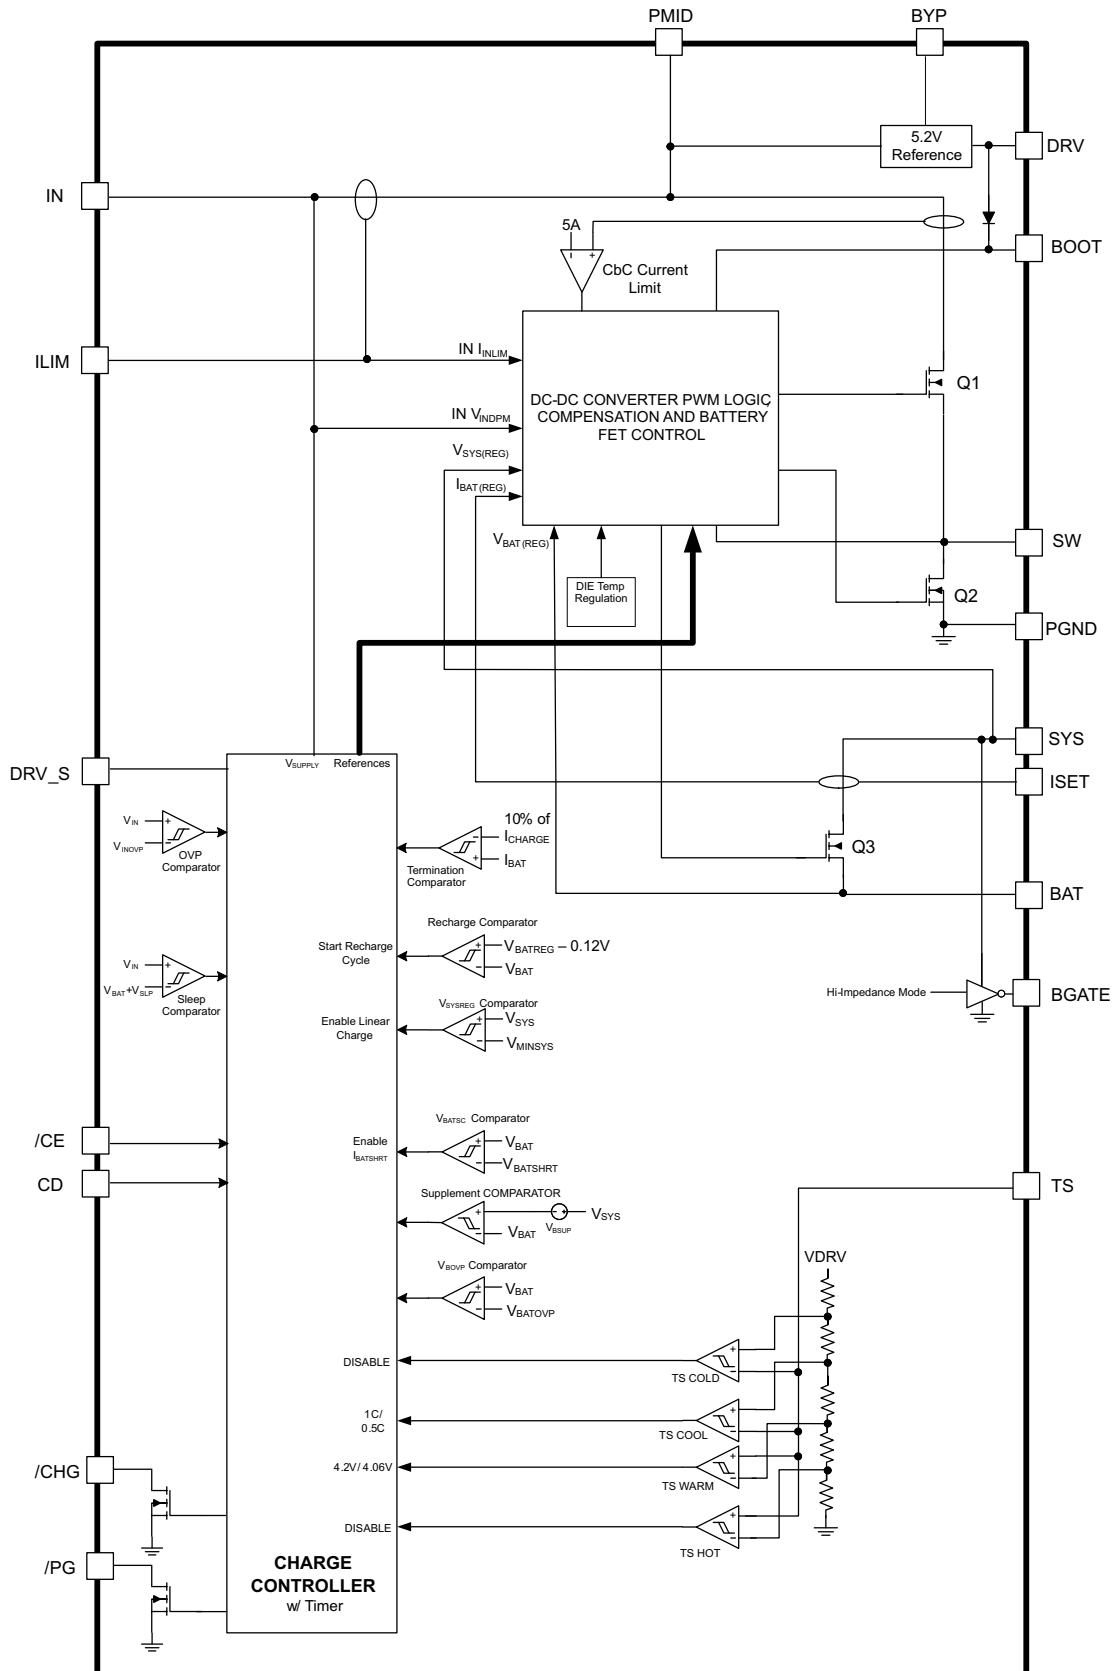 PMID
BYP
5.2V
Reference
DRV
IN
5A
BOOT
CbC Current
Limit
ILIM
IN I_INLIM
Q1
DC-DC CONVERTER PWM LOGIC,
COMPENSATION AND BATTERY
FET CONTROL
IN V_INDPM
V_SYS(REG)
I_BAT(REG)
V_BAT(REG)
SW
DIE Temp
Regulation
Q2
PGND
SYS
DRV_S
V_SUPPLY
References
ISET
V_IN
V_INOVP
OVP
Comparator
10% of
I_CHARGE
I_BAT
Termination
Comparator
Q3
BAT
Recharge Comparator
Start Recharge
Cycle
V_BATREG – 0.12V
V_BAT
V_IN
V_BAT+V_SLP
Sleep
Comparator
Hi-Impedance Mode
BGATE
V_SYSREG Comparator
Enable Linear
Charge
V_SYS
V_MINSYS
/CE
V_BATSC Comparator
Enable
I_BATSHRT
V_BAT
V_BATSHRT
CD
TS
Supplement COMPARATOR
V_SYS
V_BSUP
V_BAT
V_BOVP Comparator
V_BAT
V_BATOVP
VDRV
DISABLE
TS COLD
1C/
0.5C
TS COOL
/CHG
4.2V/ 4.06V
TS WARM
DISABLE
TS HOT
/PG
CHARGE
CONTROLLER
w/ Timer